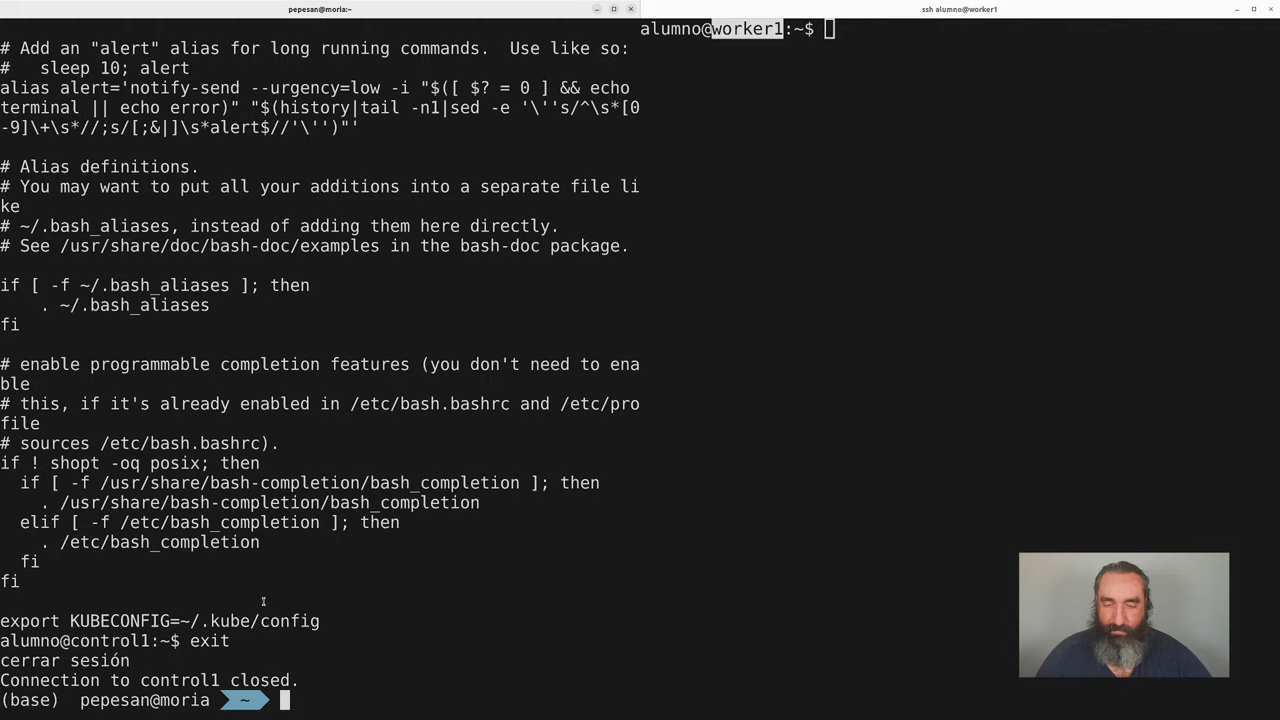 pepesan@moria:~
# Add an "alert" alias for long running commands.  Use like so:
#   sleep 10; alert
alias alert='notify-send --urgency=low -i "$([ $? = 0 ] && echo
terminal || echo error)" "$(history|tail -n1|sed -e '\''s/^\s*[0
-9]\+\s*//;s/[;&|]\s*alert$//'\'')"'
# Alias definitions.
# You may want to put all your additions into a separate file li
ke
# ~/.bash_aliases, instead of adding them here directly.
# See /usr/share/doc/bash-doc/examples in the bash-doc package.
if [ -f ~/.bash_aliases ]; then
    . ~/.bash_aliases
fi
# enable programmable completion features (you don't need to ena
ble
# this, if it's already enabled in /etc/bash.bashrc and /etc/pro
file
# sources /etc/bash.bashrc).
if ! shopt -oq posix; then
  if [ -f /usr/share/bash-completion/bash_completion ]; then
    . /usr/share/bash-completion/bash_completion
  elif [ -f /etc/bash_completion ]; then
    . /etc/bash_completion
  fi
fi
export KUBECONFIG=~/.kube/config
alumno@control1:~$ exit
cerrar sesión
Connection to control1 closed.
(base)  pepesan@moria  ~
ssh alumno@worker1
alumno@worker1:~$